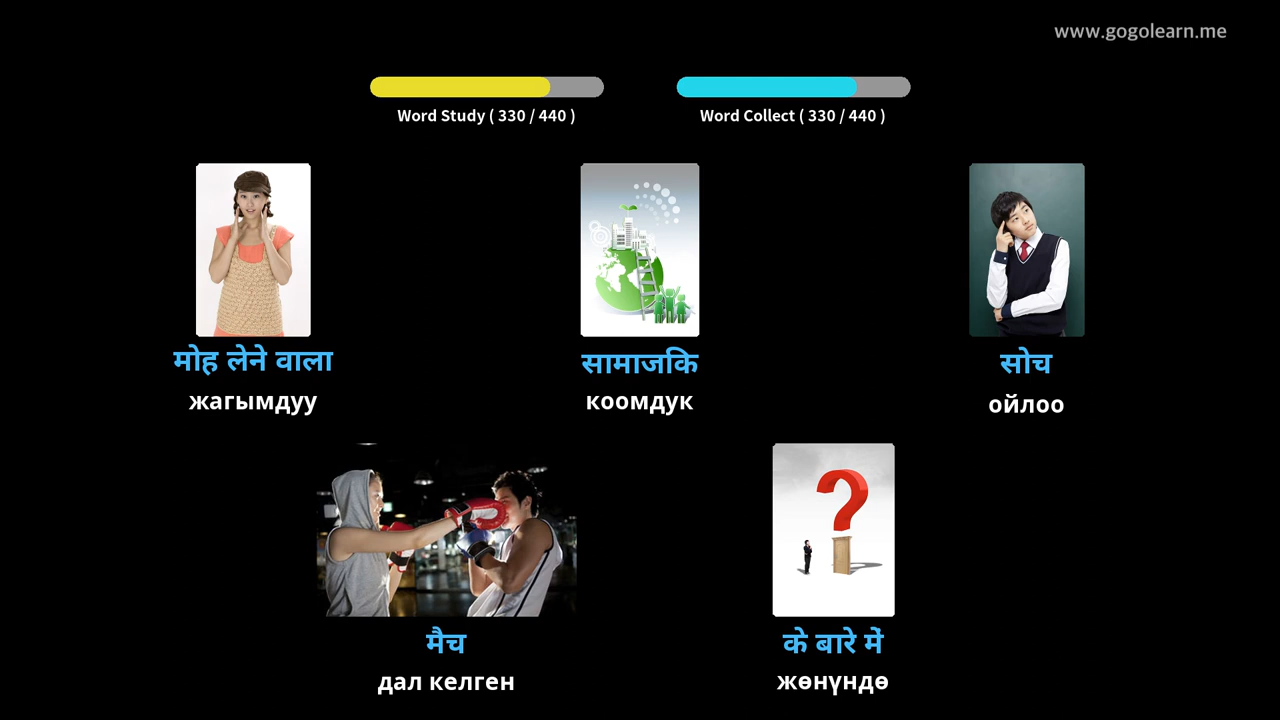 www.gogolearn.me
Word Study ( 330 / 440 )
Word Collect ( 330 / 440 )
मोह लेने वाला
सामाजकि
सोच
жагымдуу
коомдук
ойлоо
मैच
के बारे में
дал келген
жөнүндө